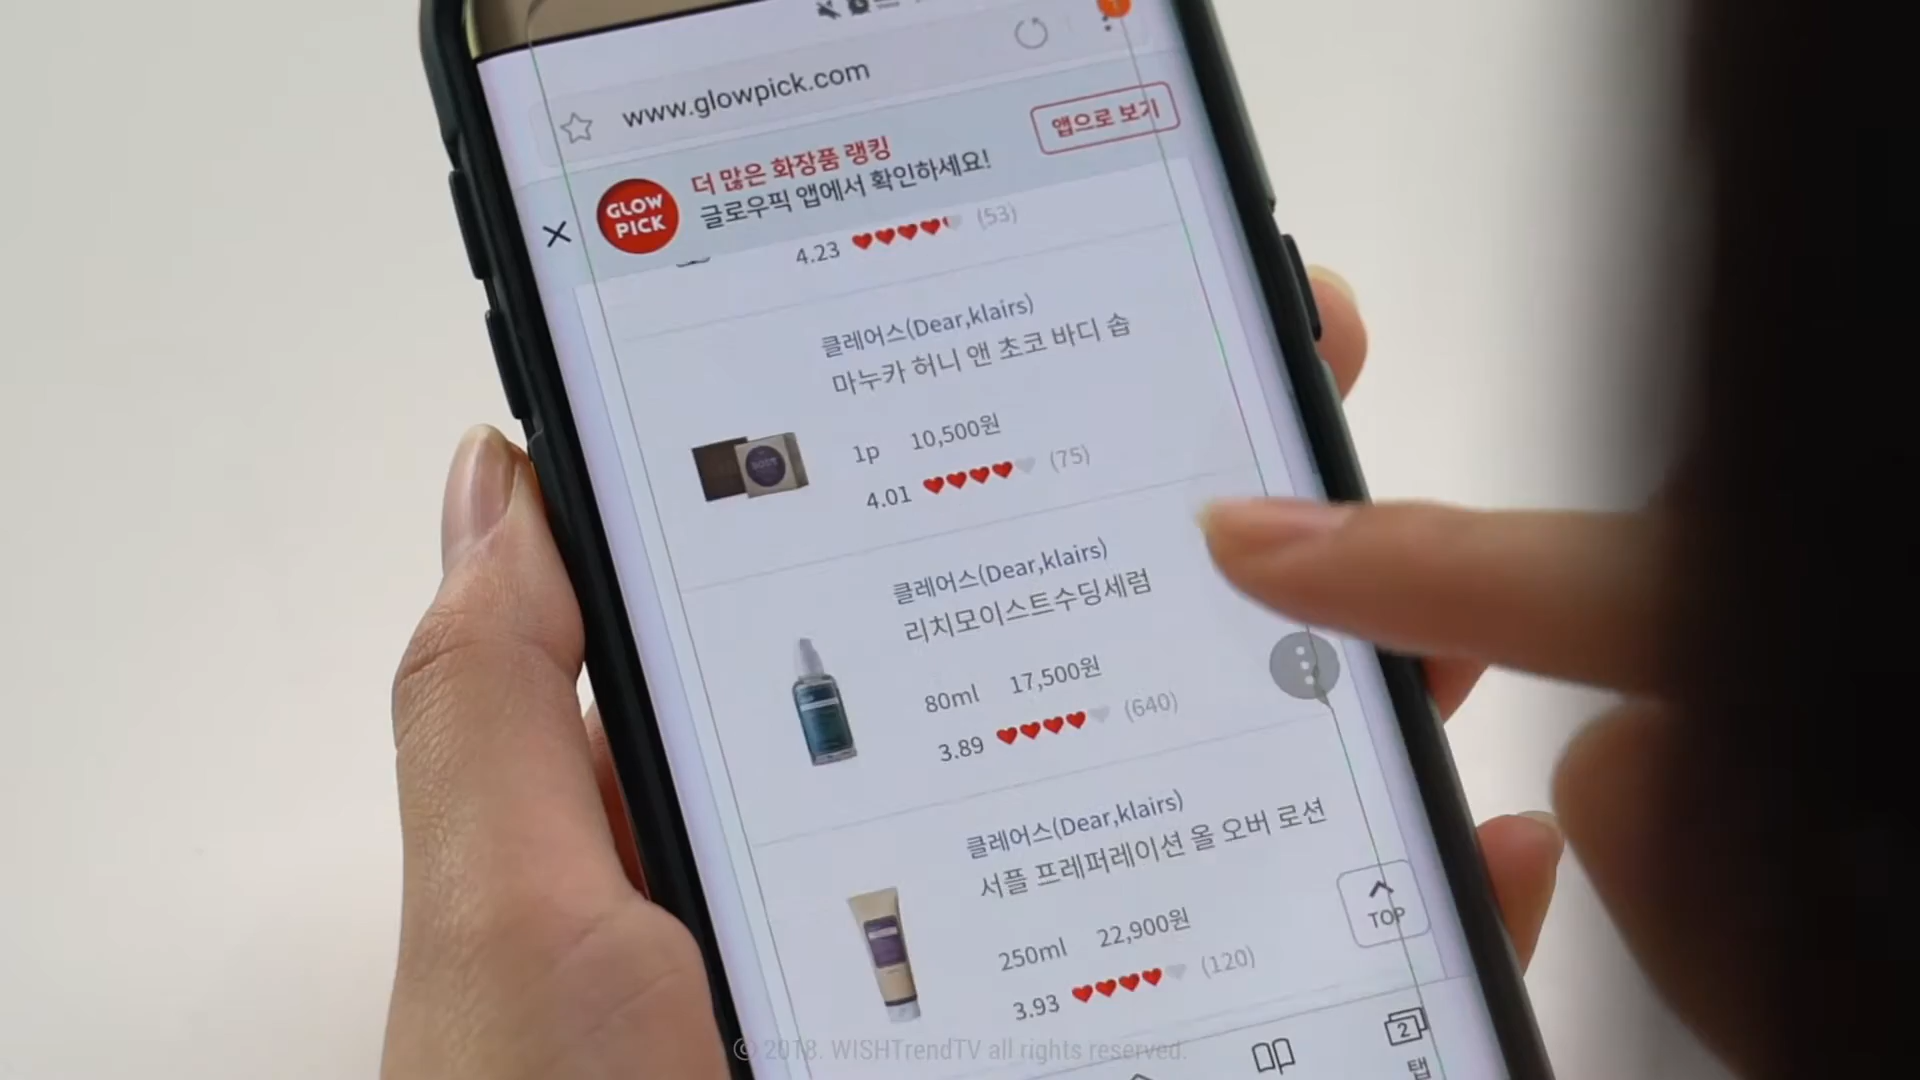 www.glowpick.com
GLOW
PICK
더 많은 화장품 랭킹
글로우픽 앱에서 확인하세요!
앱으로 보기
4.23 (53)
클레어스(Dear,klairs)
마누카 허니 앤 초코 바디 솝
1p 10,500원
4.01 (75)
클레어스(Dear,klairs)
리치모이스트수딩세럼
80ml 17,500원
3.89 (640)
클레어스(Dear,klairs)
서플 프레퍼레이션 올 오버 로션
250ml 22,900원
3.93 (120)
TOP
2
탭
ⓒ 2018. WISHTrendTV all rights reserved.